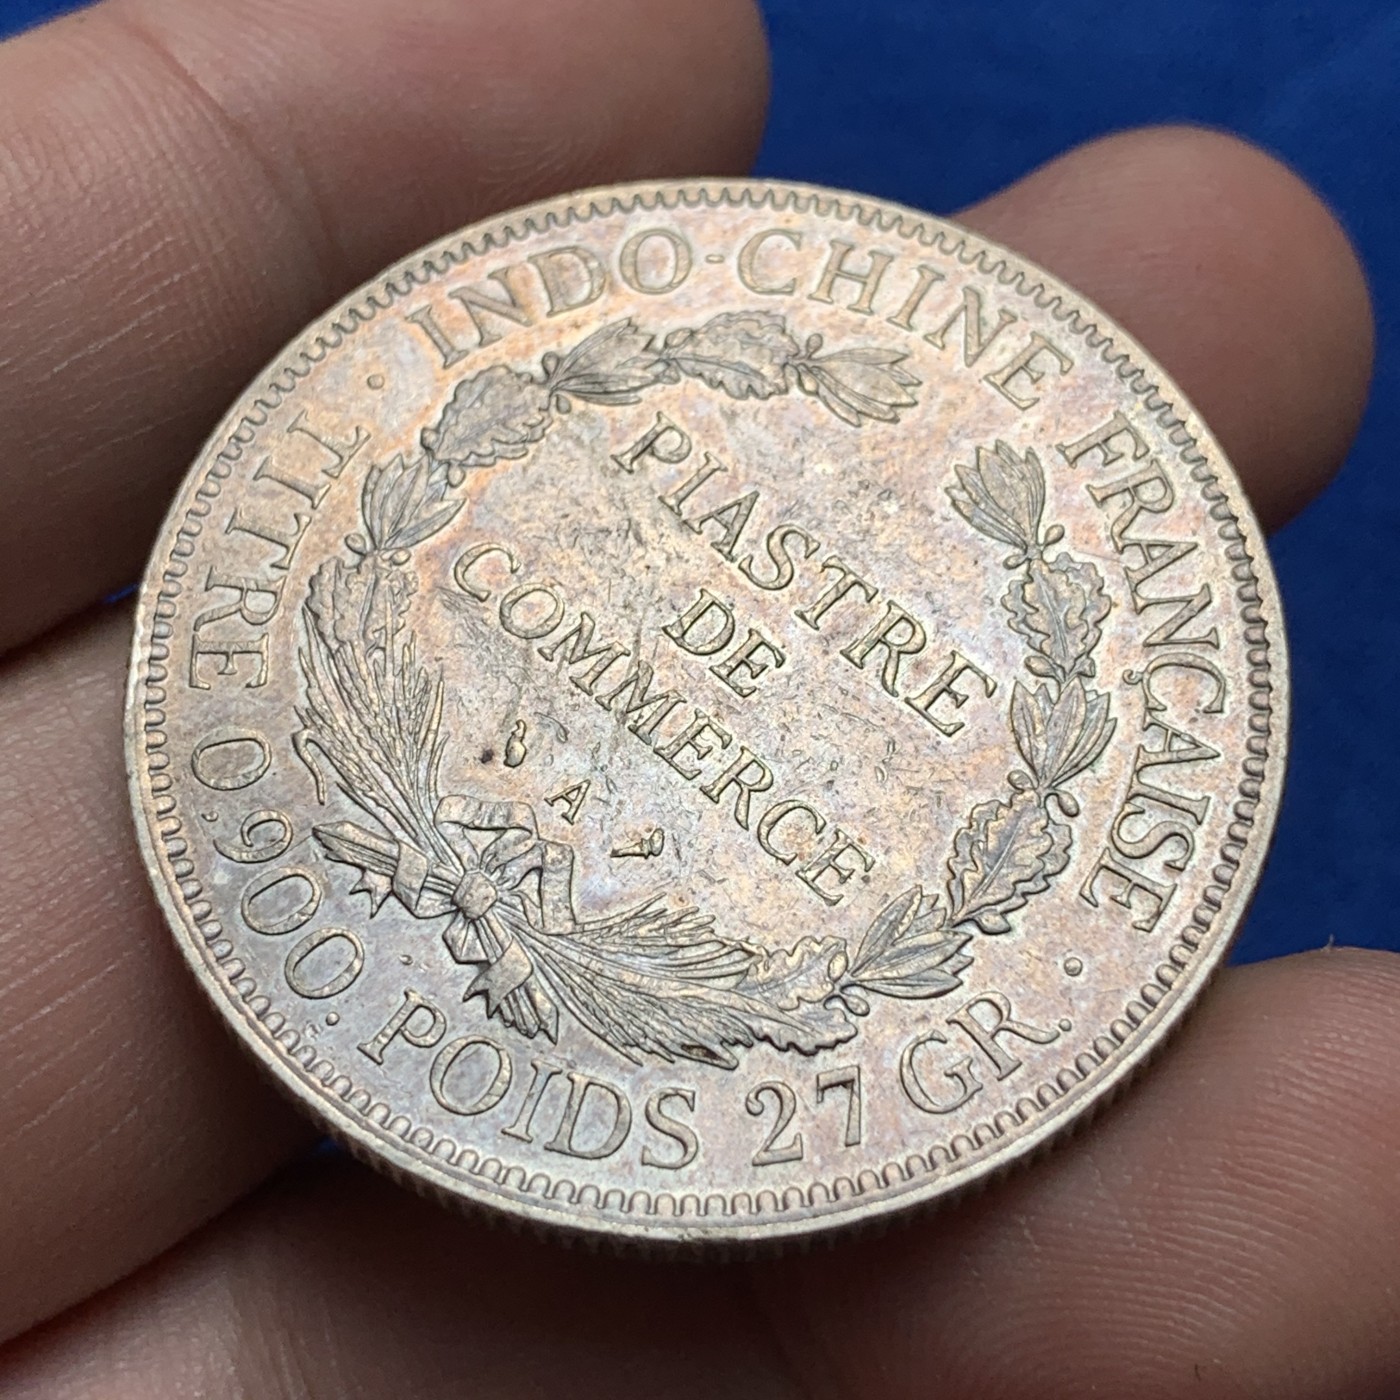 INDO-CHINE FRANÇAISE
· TITRE 0,900. POIDS 27 GR. ·
PIASTRE
DE
COMMERCE
A